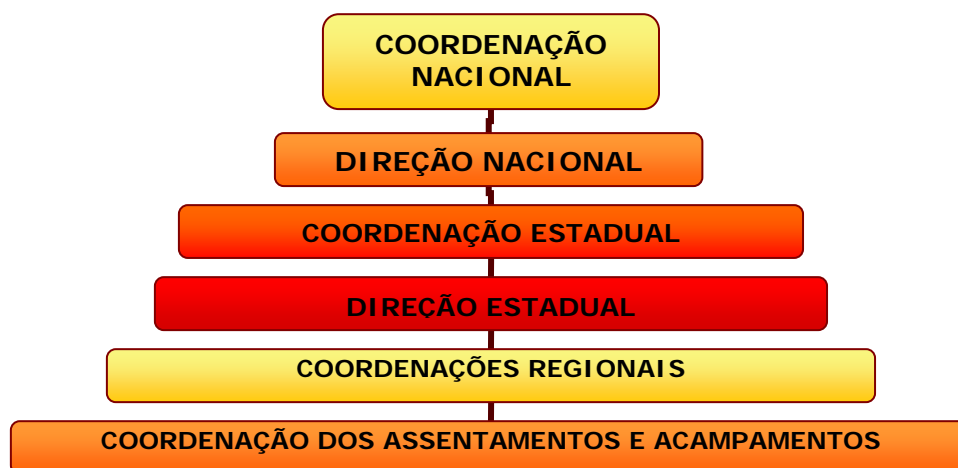 COORDENAÇÃO
NACIONAL
DIREÇÃO NACIONAL
COORDENAÇÃO ESTADUAL
DIREÇÃO ESTADUAL
COORDENAÇÕES REGIONAIS
COORDENAÇÃO DOS ASSENTAMENTOS E ACAMPAMENTOS